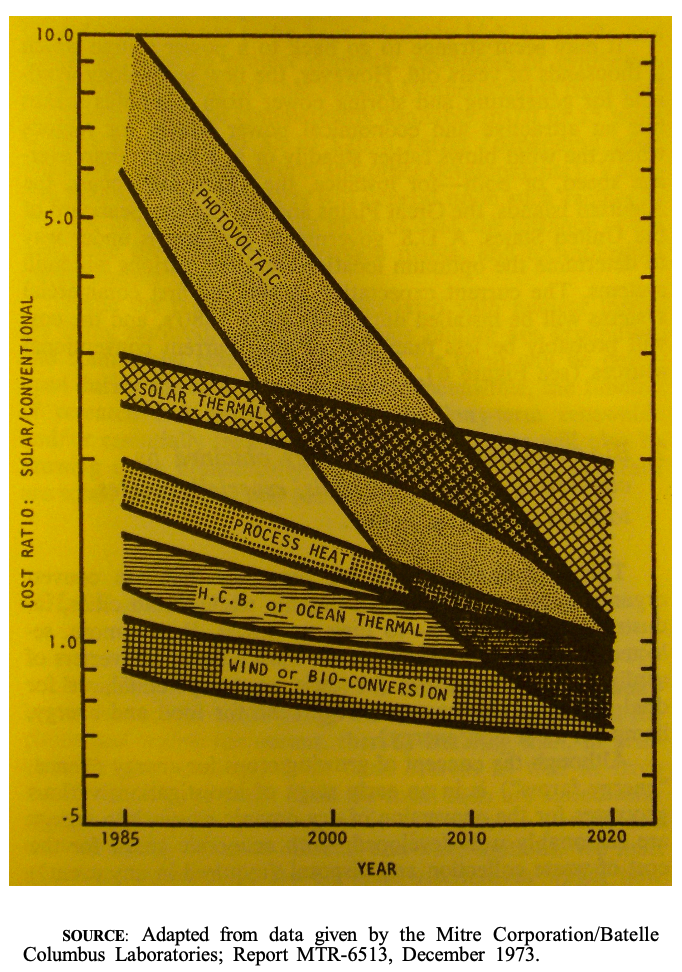 10.0
5.0
1.0
.5
COST RATIO: SOLAR/CONVENTIONAL
PHOTOVOLTAIC
SOLAR THERMAL
PROCESS HEAT
H.C.B. or OCEAN THERMAL
WIND or BIO-CONVERSION
1985 2000 2010 2020
YEAR
SOURCE: Adapted from data given by the Mitre Corporation/Batelle
Columbus Laboratories; Report MTR-6513, December 1973.